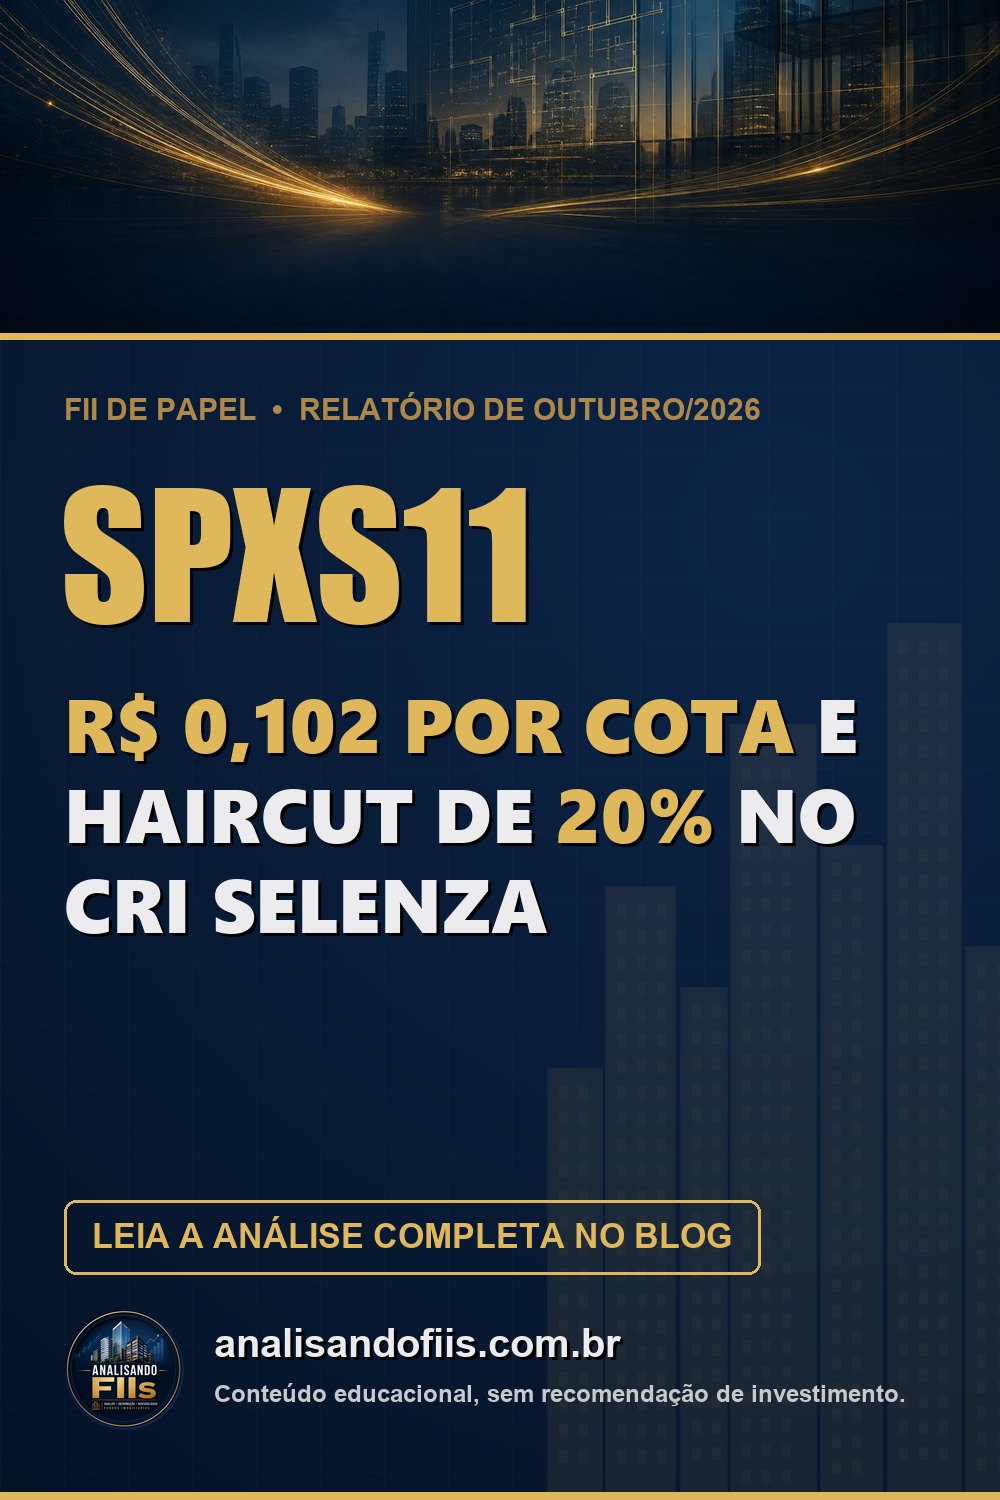 FII DE PAPEL • RELATÓRIO DE OUTUBRO/2026
SPXS11
R$ 0,102 POR COTA E
HAIRCUT DE 20% NO
CRI SELENZA
LEIA A ANÁLISE COMPLETA NO BLOG
ANALISANDO
FIIs
analisandofiis.com.br
Conteúdo educacional, sem recomendação de investimento.